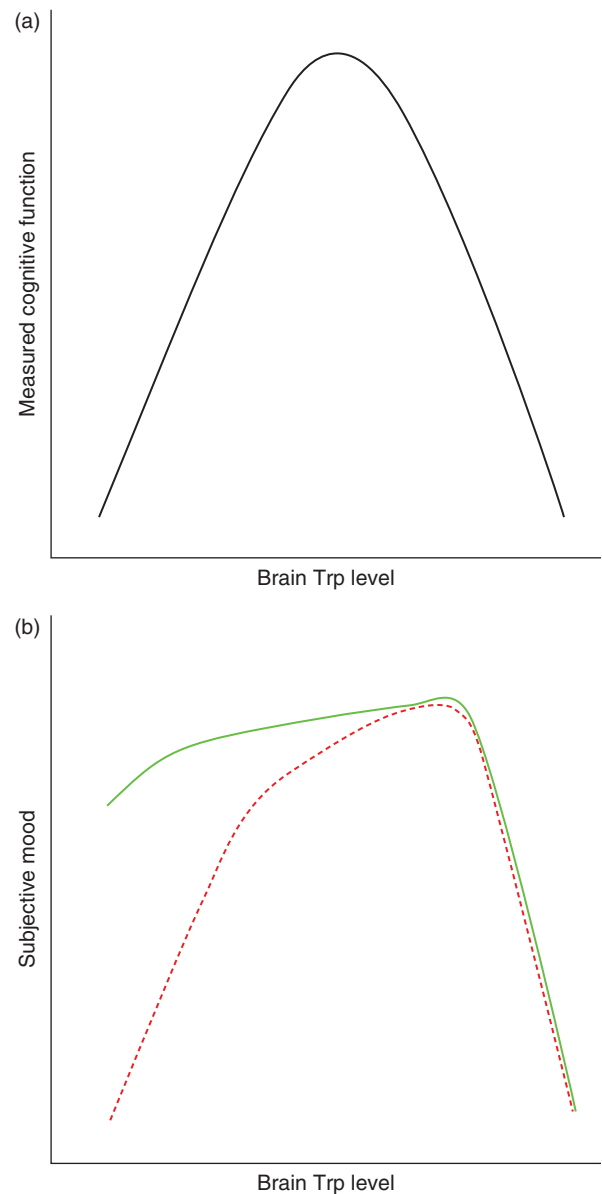 (a)
Measured cognitive function
Brain Trp level
(b)
Subjective mood
Brain Trp level